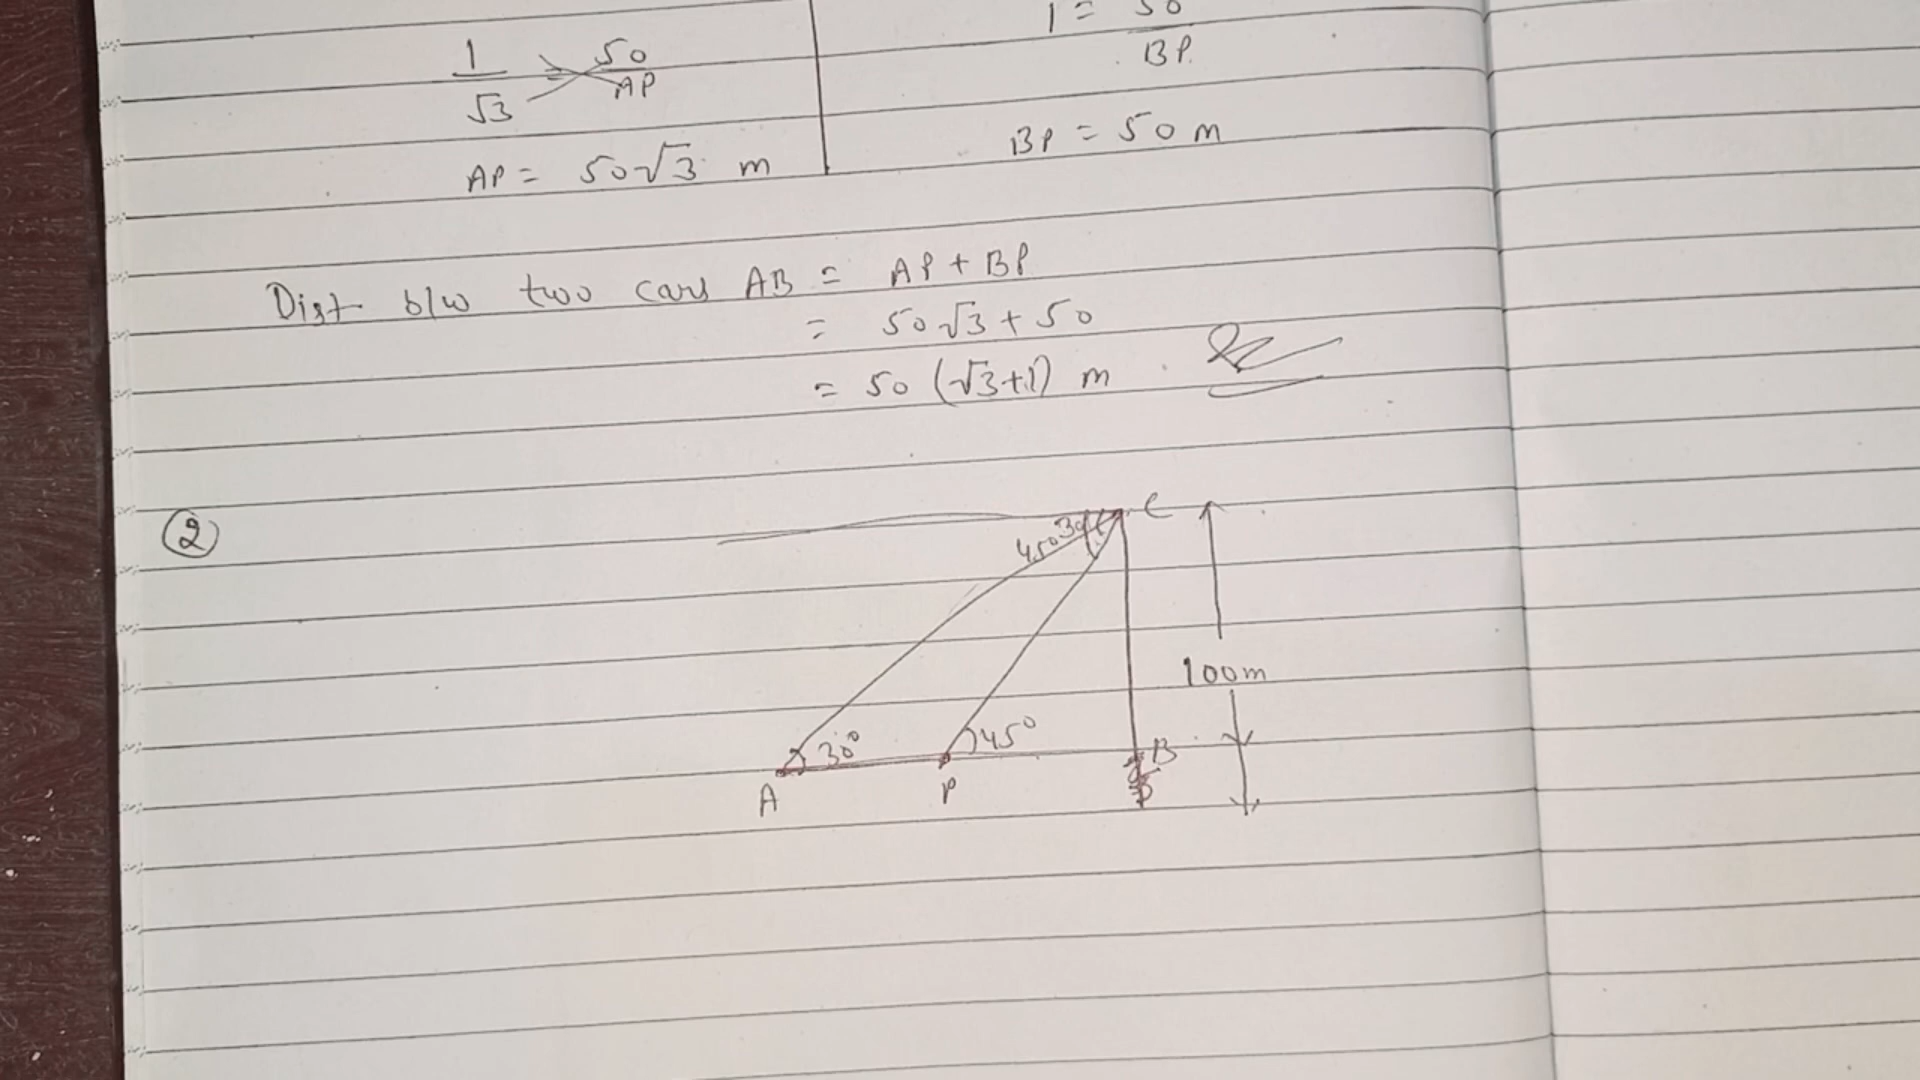 1/√3 = 50/AP
AP = 50√3 m
1 = 50/BP
BP = 50 m
Dist b/w two cars AB = AP + BP
= 50√3 + 50
= 50 (√3+1) m
2
C
30
45°
100m
30°
45°
B
A
P